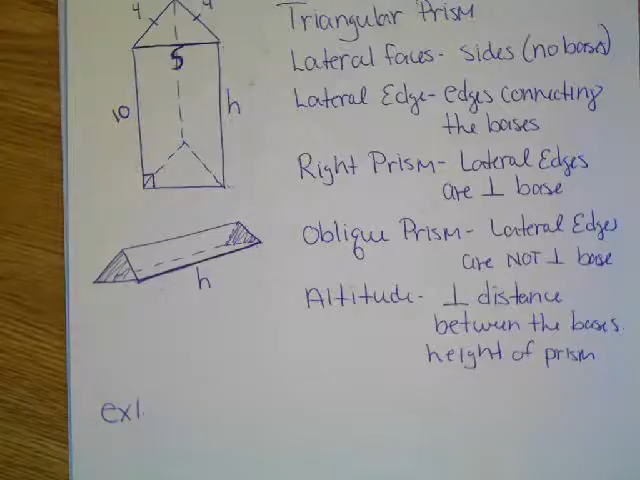 4 4
Triangular Prism
5
Lateral faces - sides (no bases)
10
h
Lateral Edge - edges connecting
the bases
Right Prism - Lateral Edges
are ⊥ base
Oblique Prism - Lateral Edges
are NOT ⊥ base
h
Altitude - ⊥ distance
between the bases.
height of prism
ex1.